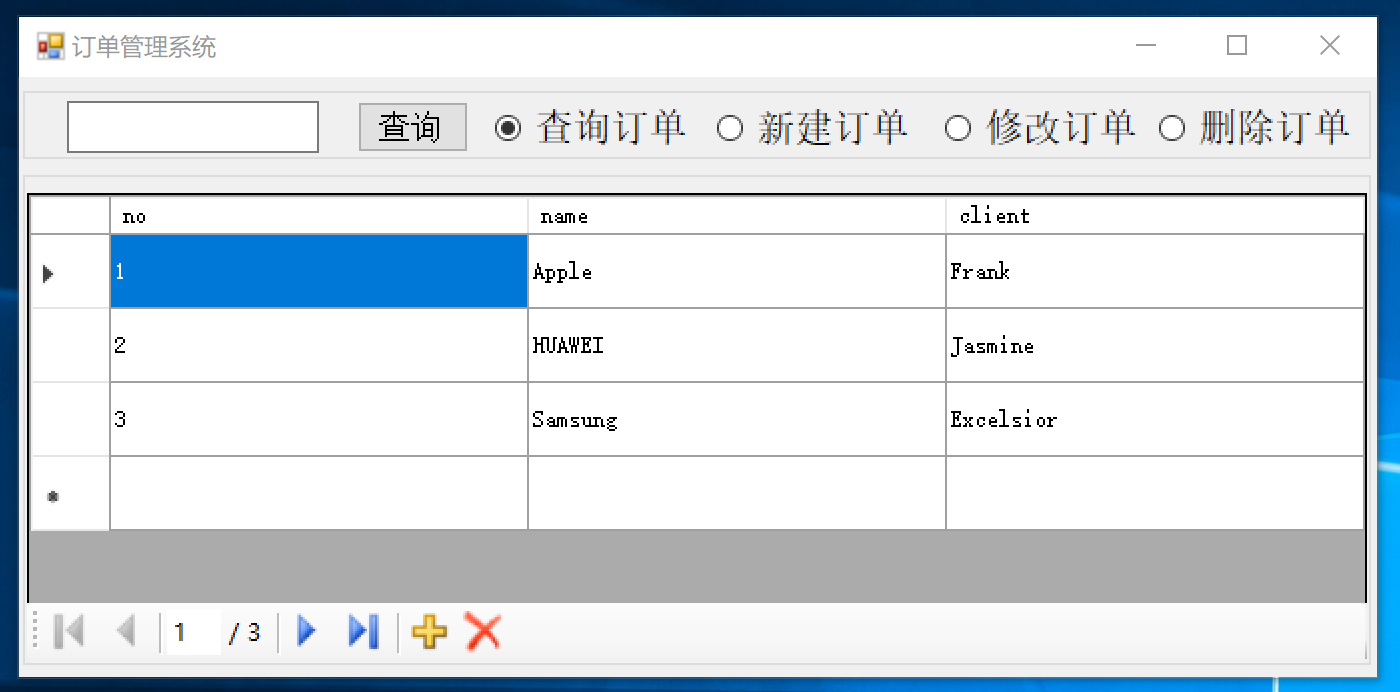 订单管理系统
查询 查询订单 新建订单 修改订单 删除订单
no name client
1 Apple Frank
2 HUAWEI Jasmine
3 Samsung Excelsior
1 / 3